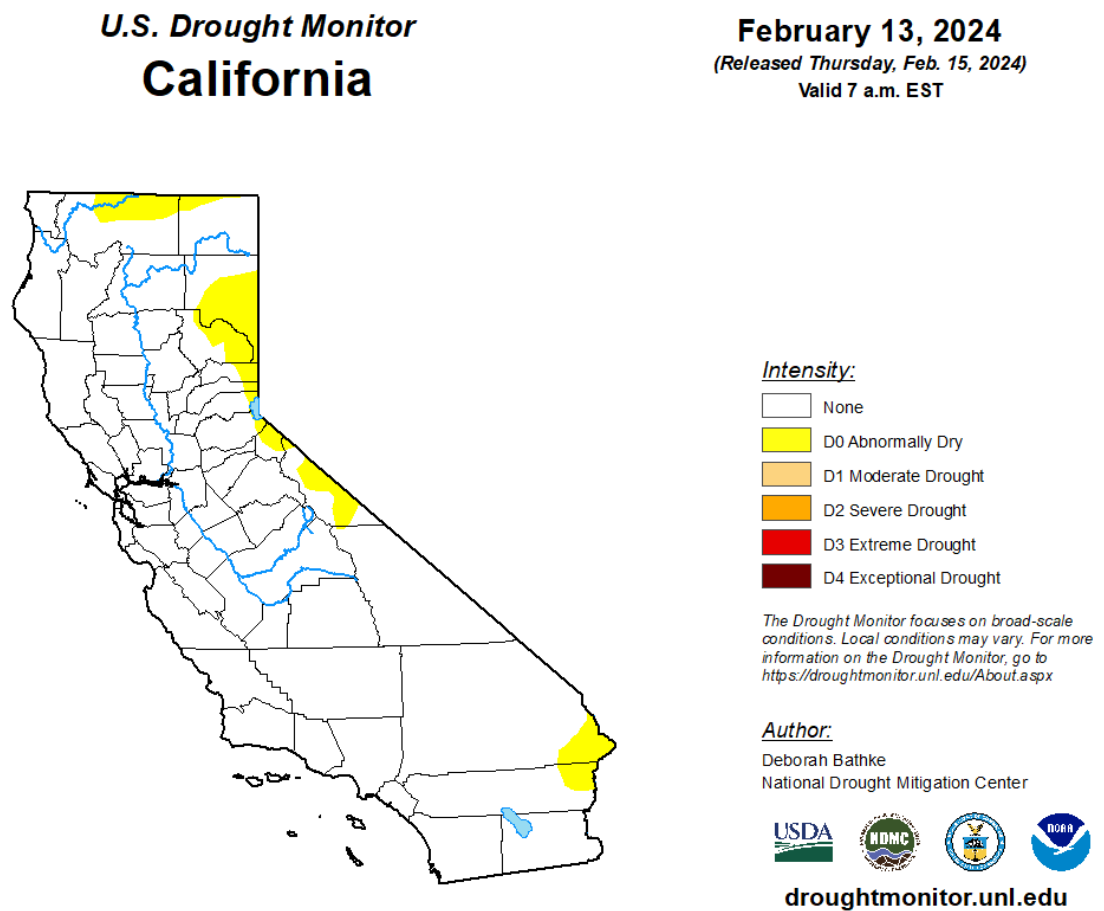 U.S. Drought Monitor
California
February 13, 2024
(Released Thursday, Feb. 15, 2024)
Valid 7 a.m. EST
Intensity:
None
D0 Abnormally Dry
D1 Moderate Drought
D2 Severe Drought
D3 Extreme Drought
D4 Exceptional Drought
The Drought Monitor focuses on broad-scale
conditions. Local conditions may vary. For more
information on the Drought Monitor, go to
https://droughtmonitor.unl.edu/About.aspx
Author:
Deborah Bathke
National Drought Mitigation Center
USDA
NDMC
NOAA
droughtmonitor.unl.edu